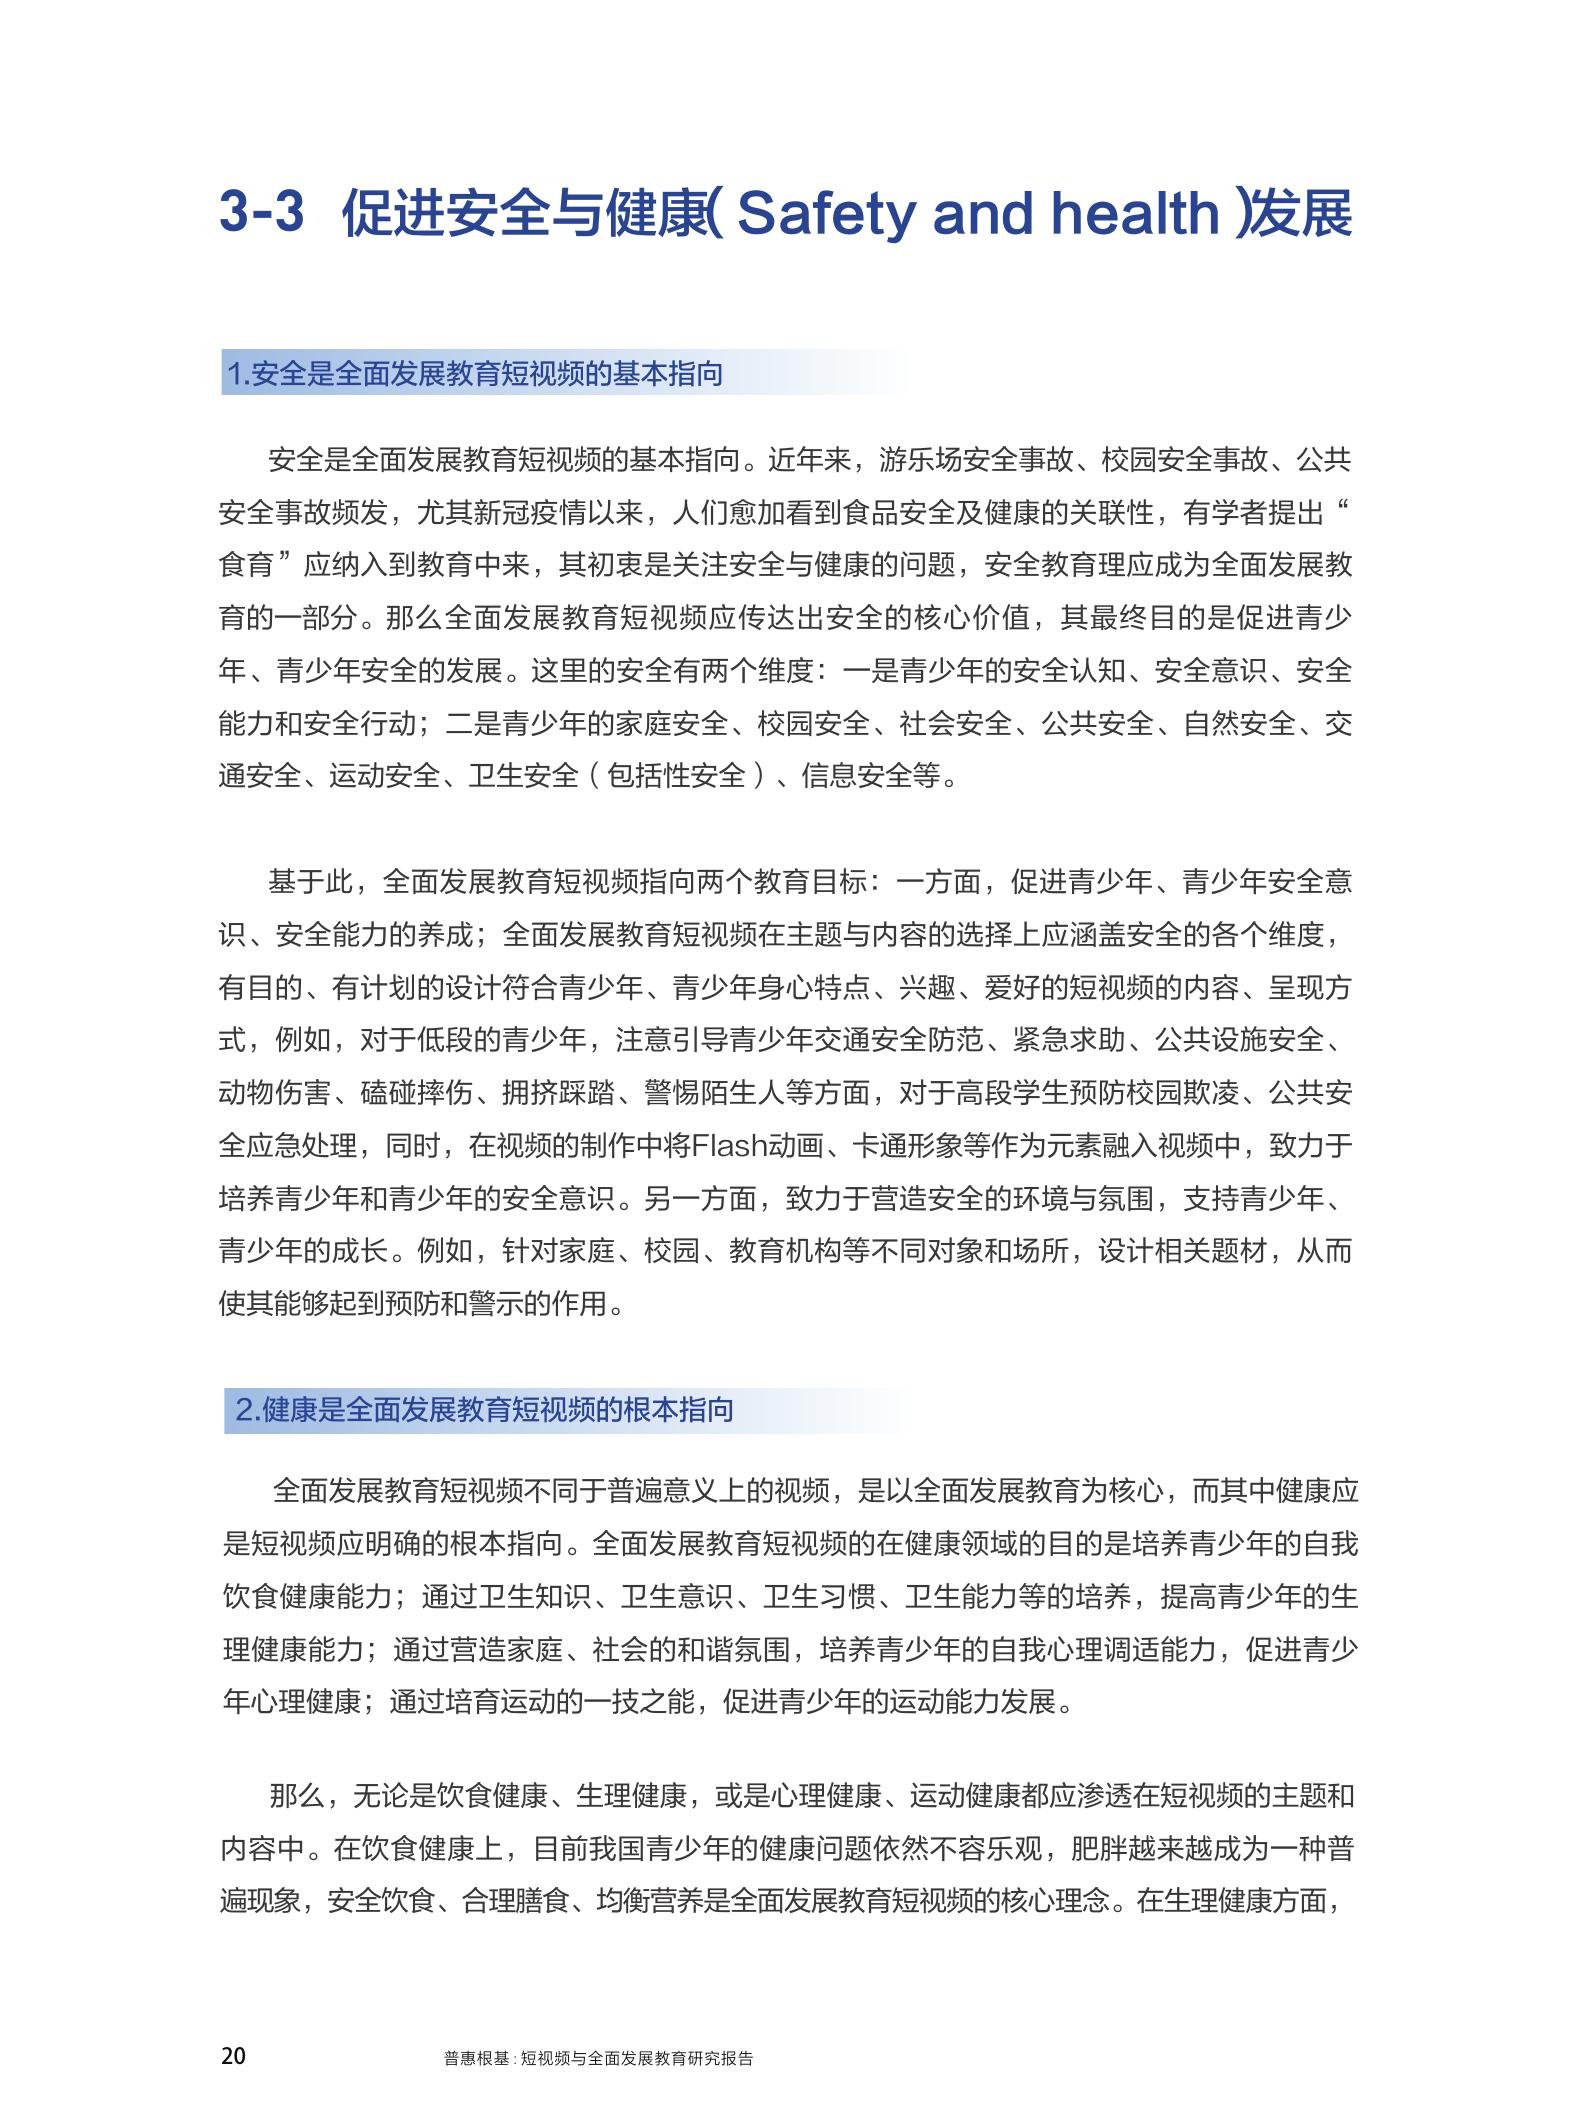 3-3 促进安全与健康( Safety and health )发展
1.安全是全面发展教育短视频的基本指向
安全是全面发展教育短视频的基本指向。近年来，游乐场安全事故、校园安全事故、公共
安全事故频发，尤其新冠疫情以来，人们愈加看到食品安全及健康的关联性，有学者提出“
食育”应纳入到教育中来，其初衷是关注安全与健康的问题，安全教育理应成为全面发展教
育的一部分。那么全面发展教育短视频应传达出安全的核心价值，其最终目的是促进青少
年、青少年安全的发展。这里的安全有两个维度：一是青少年的安全认知、安全意识、安全
能力和安全行动；二是青少年的家庭安全、校园安全、社会安全、公共安全、自然安全、交
通安全、运动安全、卫生安全（包括性安全）、信息安全等。
基于此，全面发展教育短视频指向两个教育目标：一方面，促进青少年、青少年安全意
识、安全能力的养成；全面发展教育短视频在主题与内容的选择上应涵盖安全的各个维度，
有目的、有计划的设计符合青少年、青少年身心特点、兴趣、爱好的短视频的内容、呈现方
式，例如，对于低段的青少年，注意引导青少年交通安全防范、紧急求助、公共设施安全、
动物伤害、磕碰摔伤、拥挤踩踏、警惕陌生人等方面，对于高段学生预防校园欺凌、公共安
全应急处理，同时，在视频的制作中将Flash动画、卡通形象等作为元素融入视频中，致力于
培养青少年和青少年的安全意识。另一方面，致力于营造安全的环境与氛围，支持青少年、
青少年的成长。例如，针对家庭、校园、教育机构等不同对象和场所，设计相关题材，从而
使其能够起到预防和警示的作用。
2.健康是全面发展教育短视频的根本指向
全面发展教育短视频不同于普遍意义上的视频，是以全面发展教育为核心，而其中健康应
是短视频应明确的根本指向。全面发展教育短视频的在健康领域的目的是培养青少年的自我
饮食健康能力；通过卫生知识、卫生意识、卫生习惯、卫生能力等的培养，提高青少年的生
理健康能力；通过营造家庭、社会的和谐氛围，培养青少年的自我心理调适能力，促进青少
年心理健康；通过培育运动的一技之能，促进青少年的运动能力发展。
那么，无论是饮食健康、生理健康，或是心理健康、运动健康都应渗透在短视频的主题和
内容中。在饮食健康上，目前我国青少年的健康问题依然不容乐观，肥胖越来越成为一种普
遍现象，安全饮食、合理膳食、均衡营养是全面发展教育短视频的核心理念。在生理健康方面，
20 普惠根基:短视频与全面发展教育研究报告